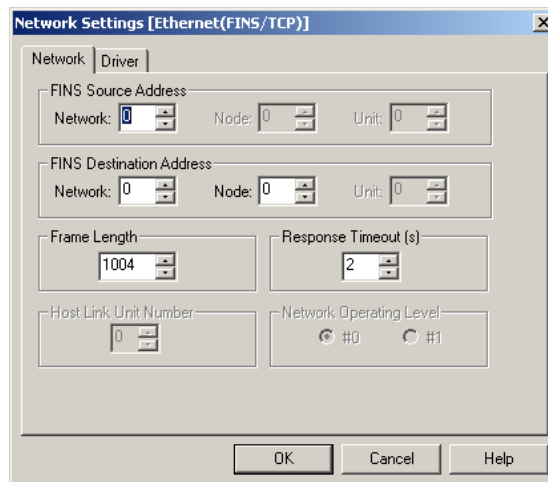 Network Settings [Ethernet(FINS/TCP)]
Network Driver
FINS Source Address
Network: 0 Node: 0 Unit: 0
FINS Destination Address
Network: 0 Node: 0 Unit: 0
Frame Length Response Timeout (s)
1004 2
Host Link Unit Number Network Operating Level
0 #0 #1
OK Cancel Help